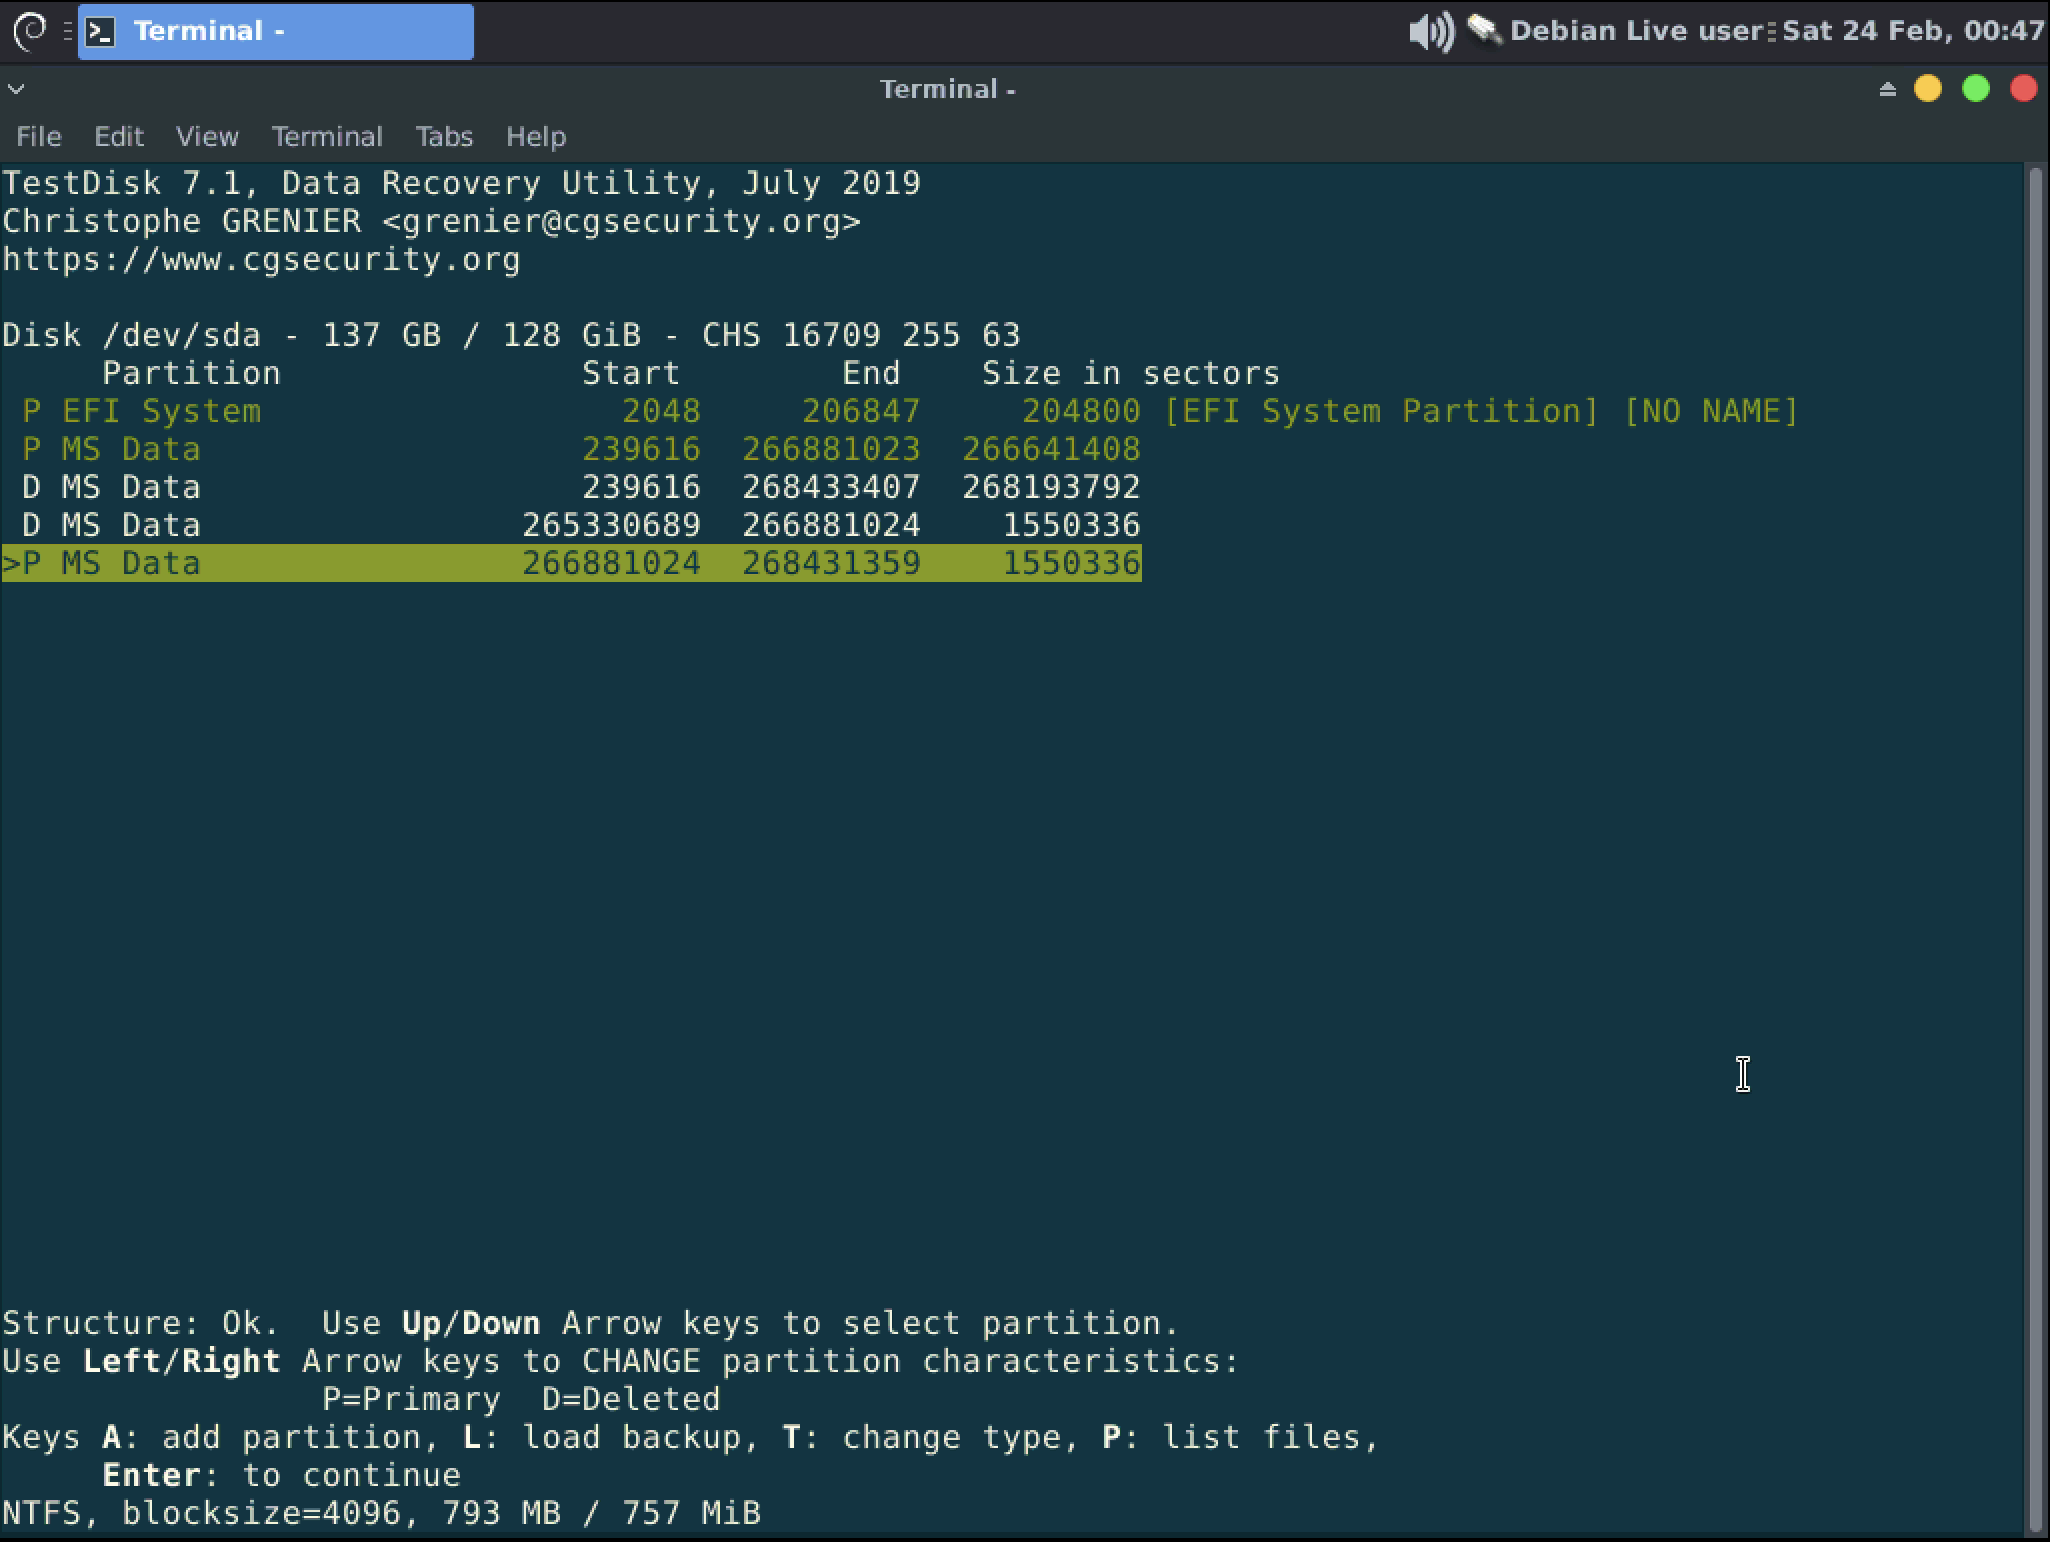 Terminal - Debian Live user Sat 24 Feb, 00:47
Terminal -
File Edit View Terminal Tabs Help
TestDisk 7.1, Data Recovery Utility, July 2019
Christophe GRENIER <grenier@cgsecurity.org>
https://www.cgsecurity.org
Disk /dev/sda - 137 GB / 128 GiB - CHS 16709 255 63
Partition Start End Size in sectors
P EFI System 2048 206847 204800 [EFI System Partition] [NO NAME]
P MS Data 239616 266881023 266641408
D MS Data 239616 268433407 268193792
D MS Data 265330689 266881024 1550336
>P MS Data 266881024 268431359 1550336
Structure: Ok. Use Up/Down Arrow keys to select partition.
Use Left/Right Arrow keys to CHANGE partition characteristics:
P=Primary D=Deleted
Keys A: add partition, L: load backup, T: change type, P: list files,
Enter: to continue
NTFS, blocksize=4096, 793 MB / 757 MiB